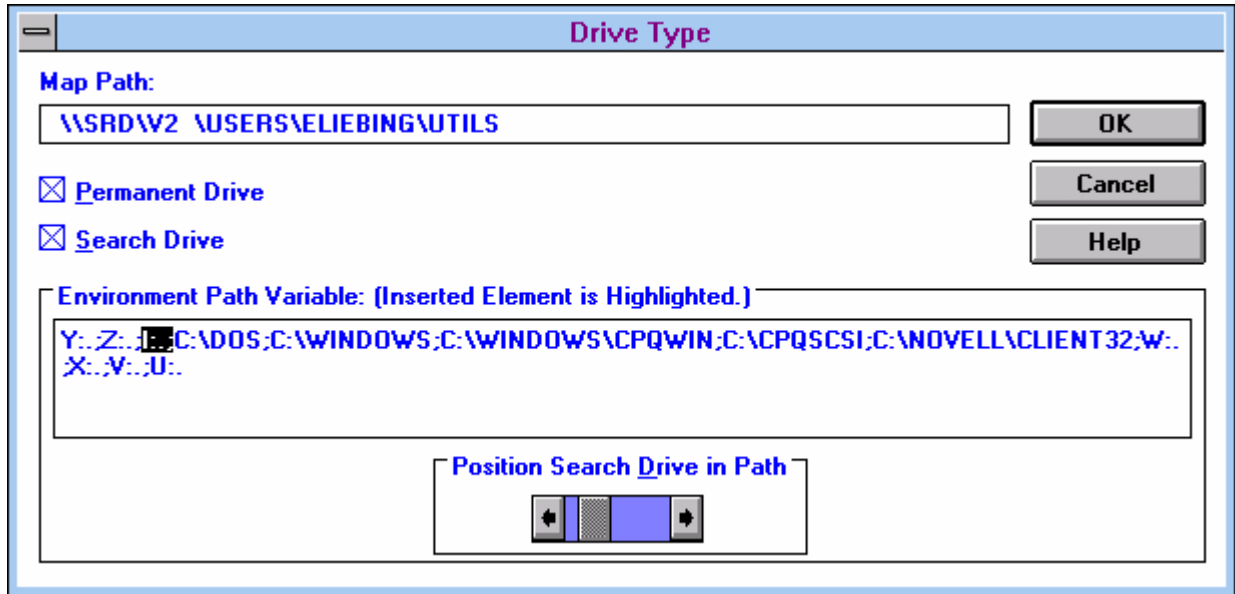 Drive Type
Map Path:
\\SRD\V2 \USERS\ELIEBING\UTILS
OK
Permanent Drive
Cancel
Search Drive
Help
Environment Path Variable: (Inserted Element is Highlighted.)
Y:.;Z:.; C:\DOS;C:\WINDOWS;C:\WINDOWS\CPQWIN;C:\CPQSCSI;C:\NOVELL\CLIENT32;W:.
;X:.;V:.;U:.
Position Search Drive in Path